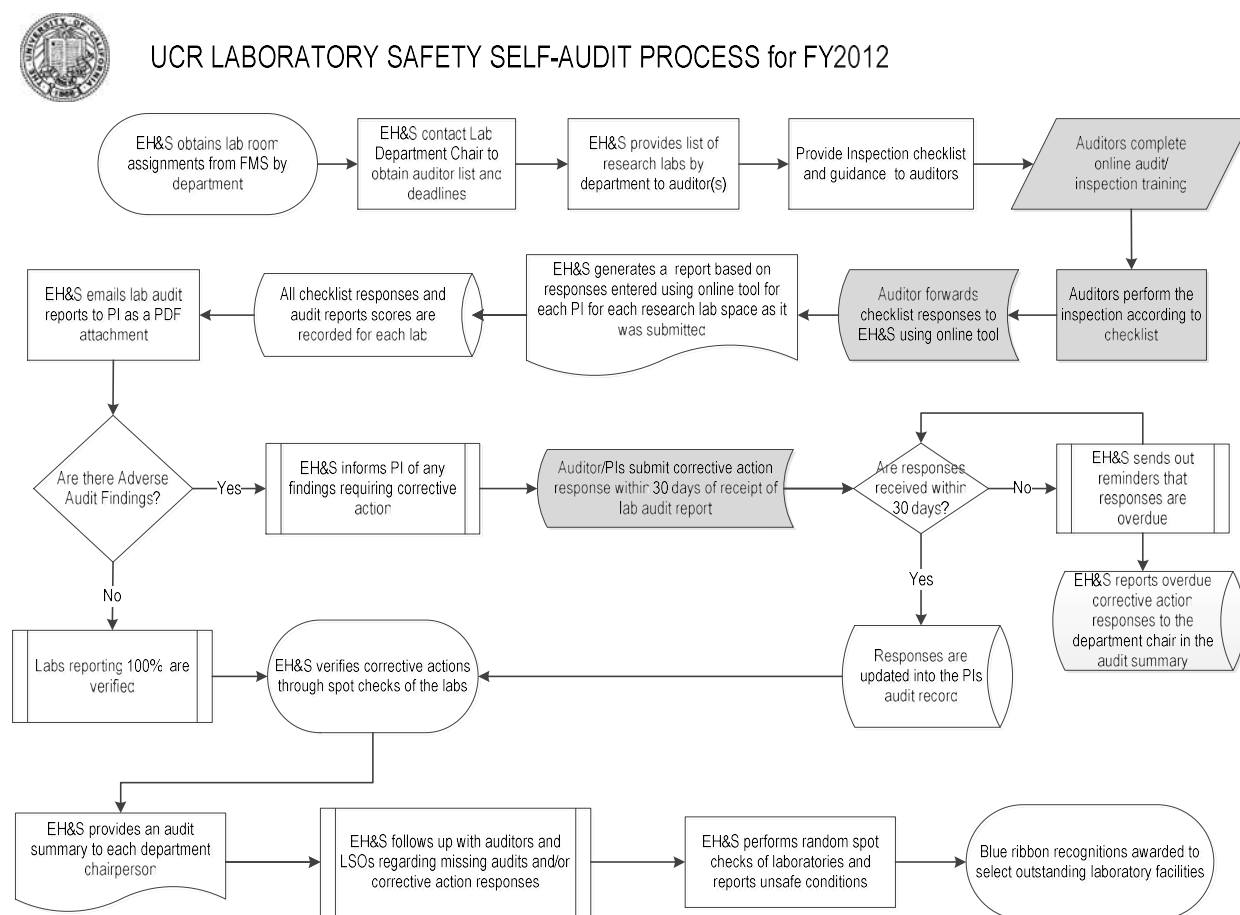 UCR LABORATORY SAFETY SELF-AUDIT PROCESS for FY2012
EH&S obtains lab room
assignments from FMS by
department
EH&S contact Lab
Department Chair to
obtain auditor list and
deadlines
EH&S provides list of
research labs by
department to auditor(s)
Provide Inspection checklist
and guidance to auditors
Auditors complete
online audit/
inspection training
EH&S emails lab audit
reports to PI as a PDF
attachment
All checklist responses and
audit reports scores are
recorded for each lab
EH&S generates a report based on
responses entered using online tool for
each PI for each research lab space as it
was submitted
Auditor forwards
checklist responses to
EH&S using online tool
Auditors perform the
inspection according to
checklist
Are there Adverse
Audit Findings?
Yes
EH&S informs PI of any
findings requiring corrective
action
Auditor/PIs submit corrective action
response within 30 days of receipt of
lab audit report
Are responses
received within
30 days?
No
EH&S sends out
reminders that
responses are
overdue
No
Yes
EH&S reports overdue
corrective action
responses to the
department chair in the
audit summary
Labs reporting 100% are
verified
EH&S verifies corrective actions
through spot checks of the labs
Responses are
updated into the PIs
audit record
EH&S provides an audit
summary to each department
chairperson
EH&S follows up with auditors and
LSOs regarding missing audits and/or
corrective action responses
EH&S performs random spot
checks of laboratories and
reports unsafe conditions
Blue ribbon recognitions awarded to
select outstanding laboratory facilities